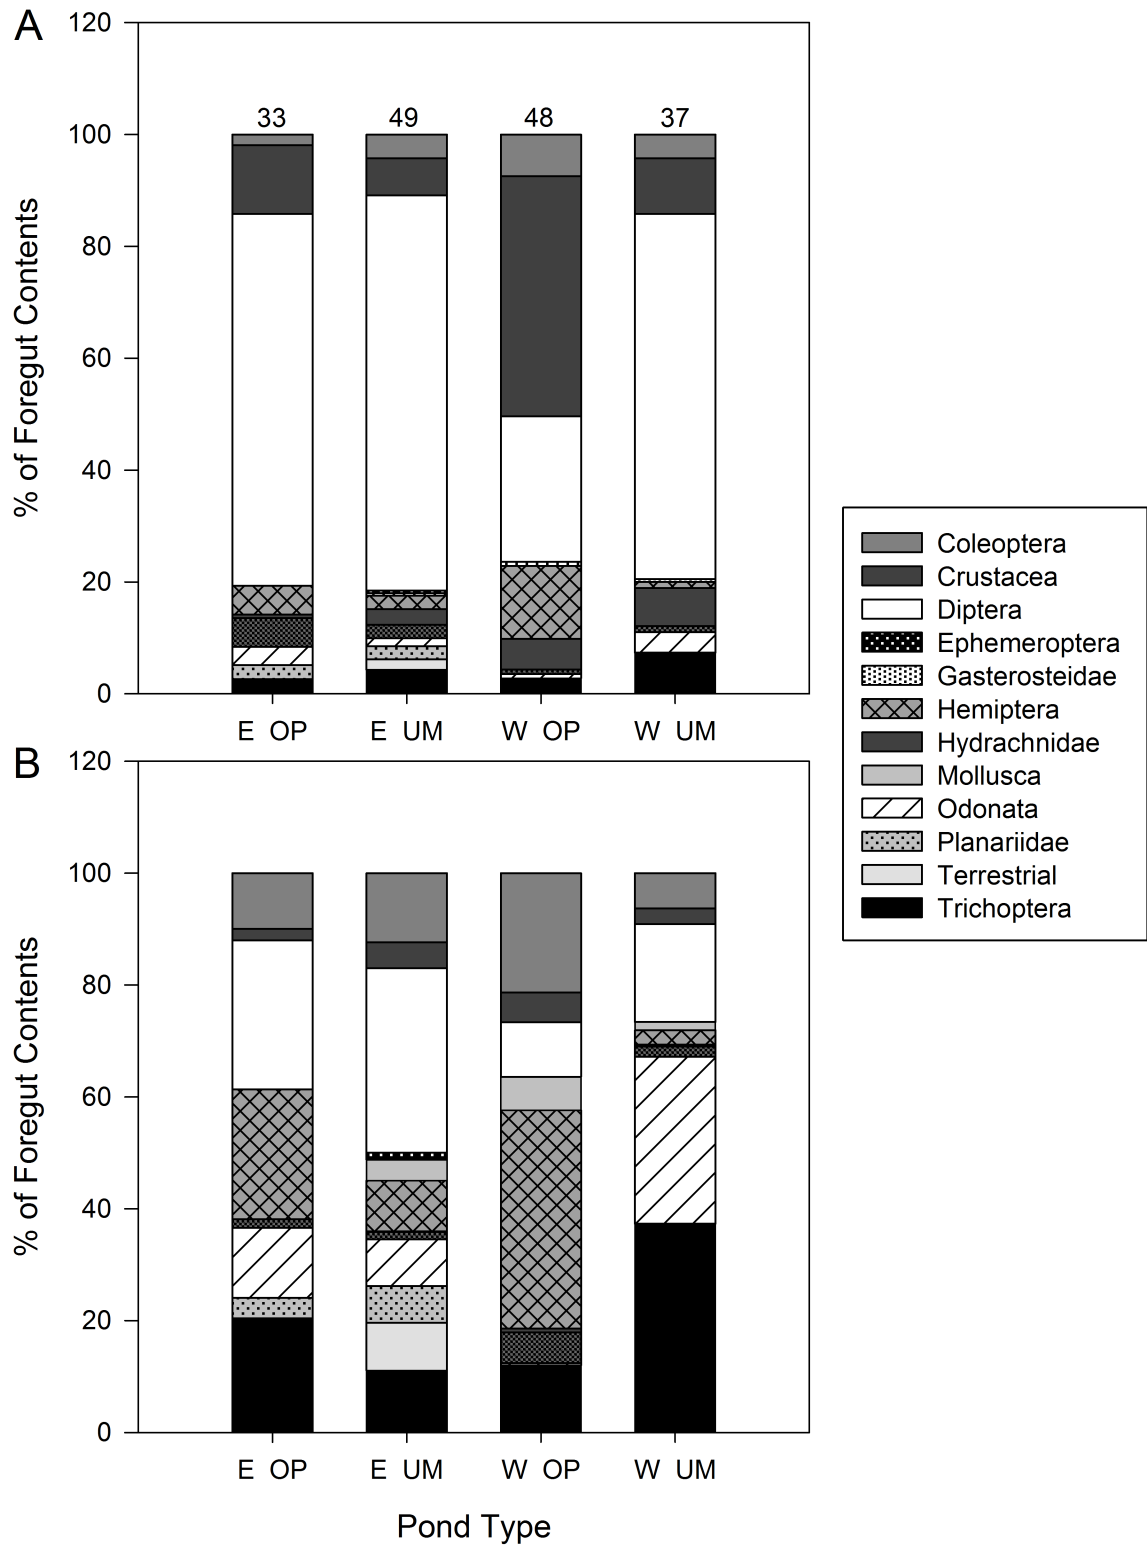 A
120
100
80
60
40
20
0
% of Foregut Contents
33 49 48 37
E OP E UM W OP W UM
Coleoptera
Crustacea
Diptera
Ephemeroptera
Gasterosteidae
Hemiptera
Hydrachnidae
Mollusca
Odonata
Planariidae
Terrestrial
Trichoptera
B
120
100
80
60
40
20
0
% of Foregut Contents
E OP E UM W OP W UM
Pond Type